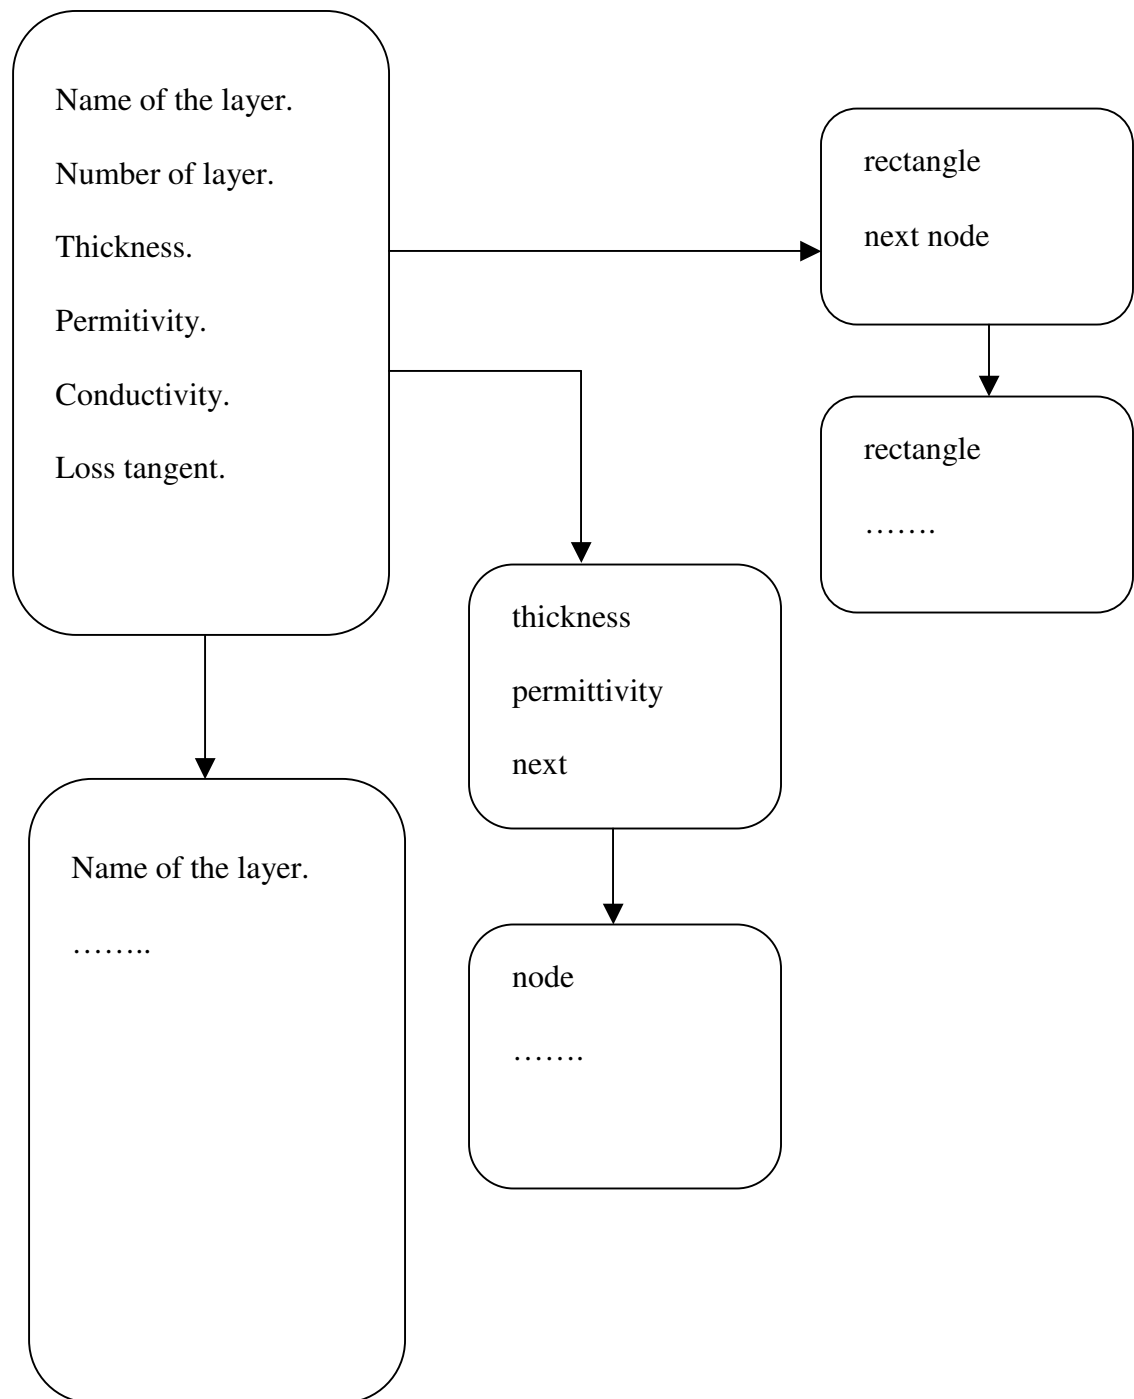 Name of the layer.
Number of layer.
Thickness.
Permitivity.
Conductivity.
Loss tangent.
rectangle
next node
rectangle
…….
thickness
permittivity
next
Name of the layer.
……..
node
…….